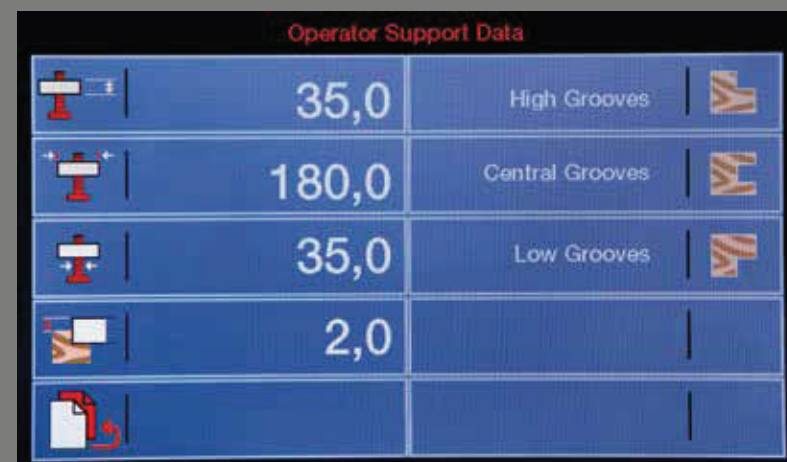 Operator Support Data
35,0 High Grooves
180,0 Central Grooves
35,0 Low Grooves
2,0